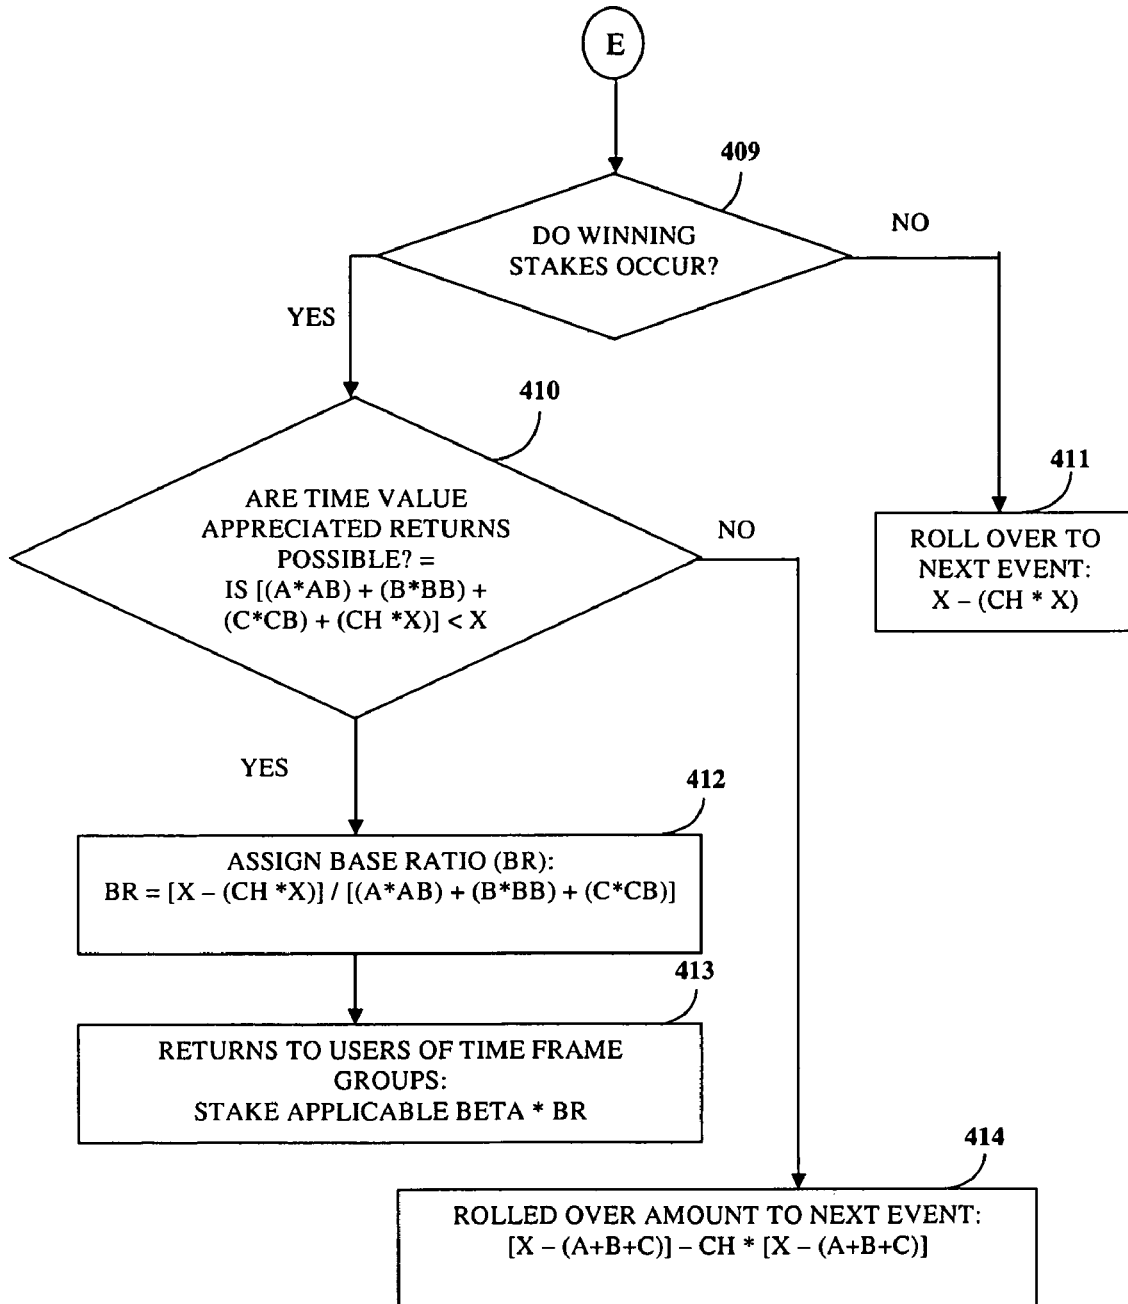 E
409
DO WINNING
STAKES OCCUR?
NO
YES
410
ARE TIME VALUE
APPRECIATED RETURNS
POSSIBLE? =
IS [(A*AB) + (B*BB) +
(C*CB) + (CH *X)] < X
NO
411
ROLL OVER TO
NEXT EVENT:
X – (CH * X)
YES
412
ASSIGN BASE RATIO (BR):
BR = [X – (CH *X)] / [(A*AB) + (B*BB) + (C*CB)]
413
RETURNS TO USERS OF TIME FRAME
GROUPS:
STAKE APPLICABLE BETA * BR
414
ROLLED OVER AMOUNT TO NEXT EVENT:
[X – (A+B+C)] – CH * [X – (A+B+C)]